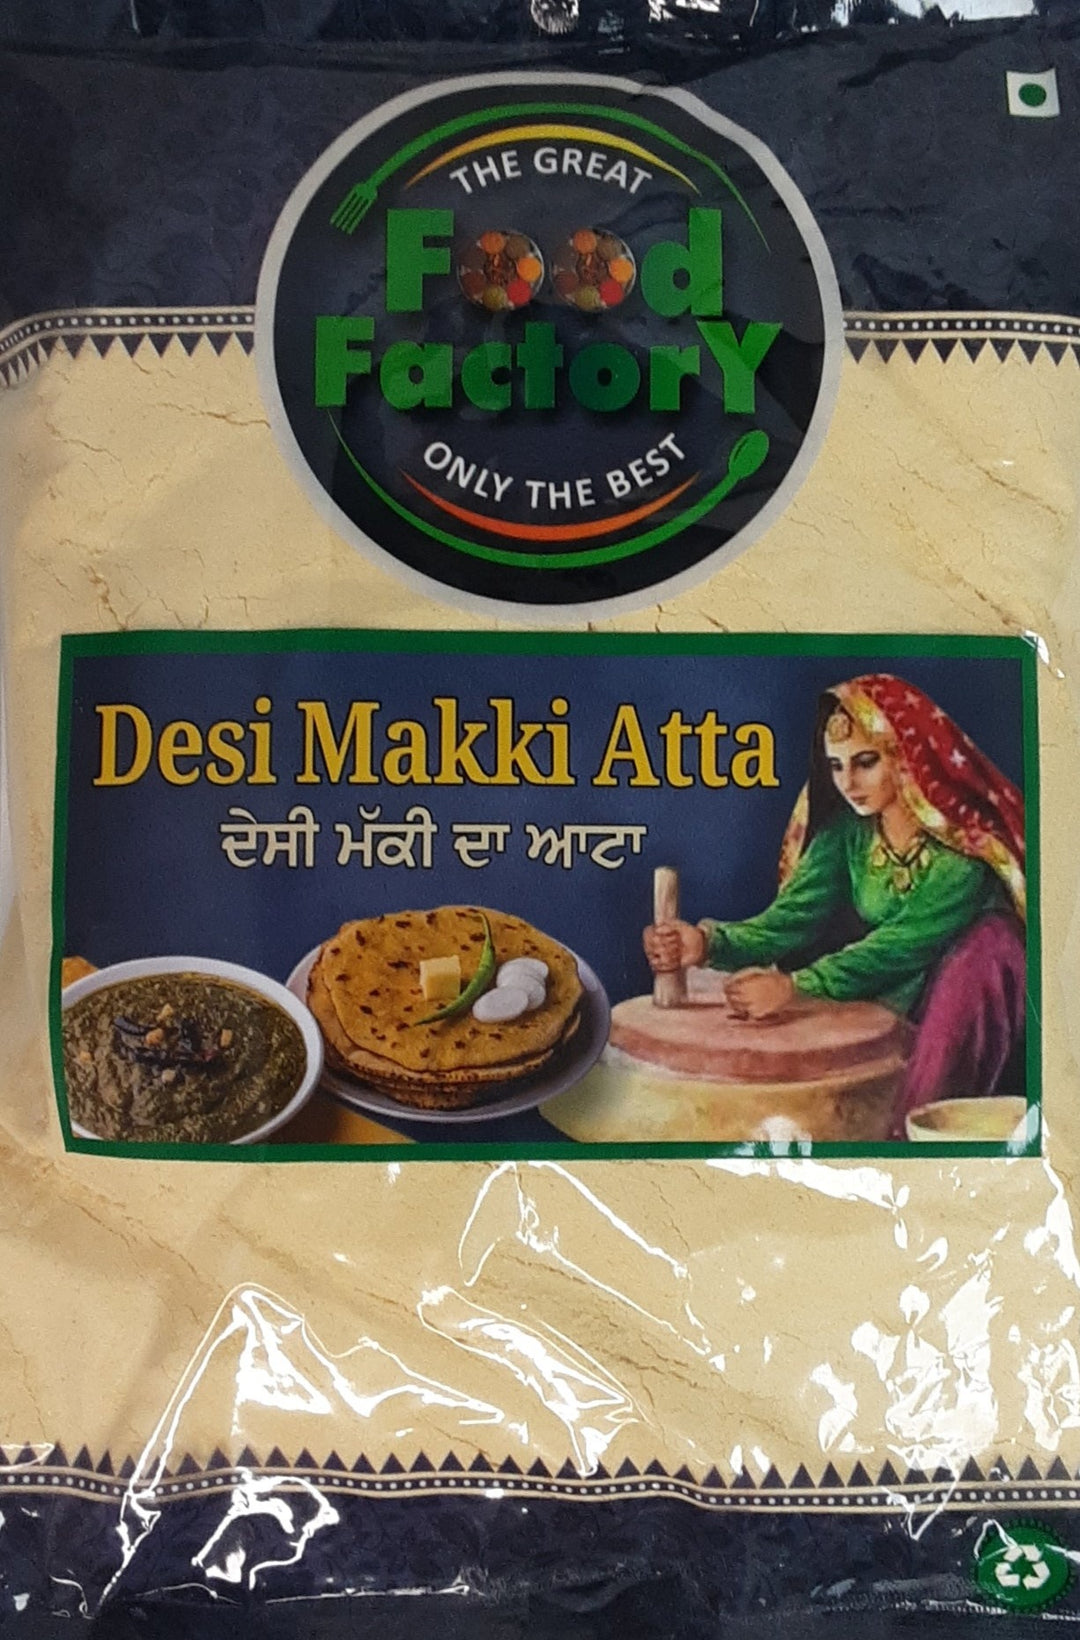 THE GREAT
Food
FactorY
ONLY THE BEST
Desi Makki Atta
ਦੇਸੀ ਮੱਕੀ ਦਾ ਆਟਾ